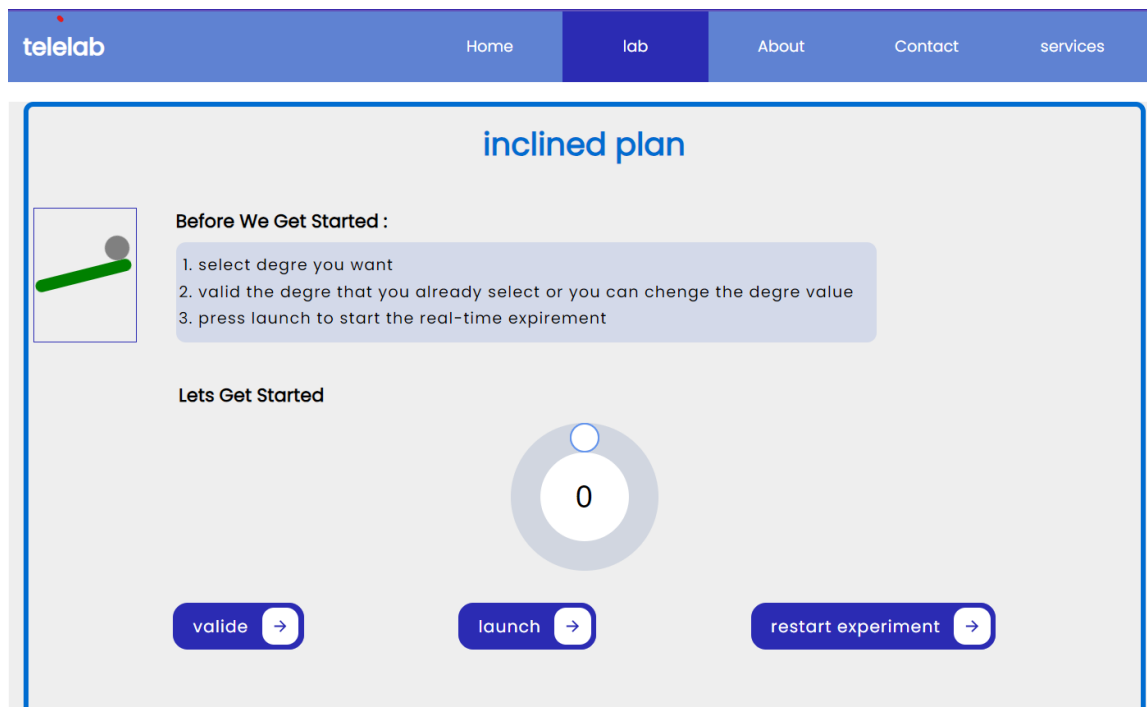 telelab Home lab About Contact services
inclined plan
Before We Get Started :
1. select degre you want
2. valid the degre that you already select or you can chenge the degre value
3. press launch to start the real-time expirement
Lets Get Started
0
valide → launch → restart experiment →